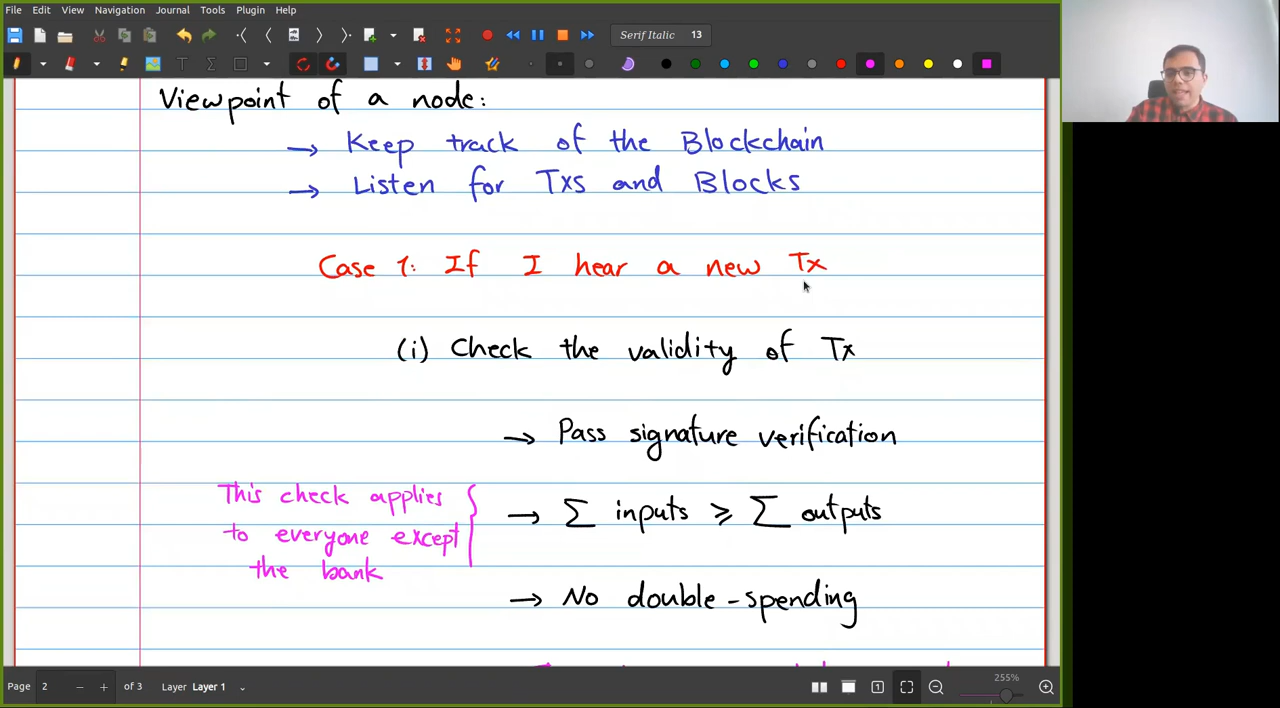 File Edit View Navigation Journal Tools Plugin Help
Serif Italic 13
Viewpoint of a node:
→ Keep track of the Blockchain
→ Listen for Txs and Blocks
Case 1: If I hear a new Tx
(i) Check the validity of Tx
→ Pass signature verification
This check applies
to everyone except
the bank
→ Σ inputs ⩾ Σ outputs
→ No double-spending
Page 2 of 3 Layer Layer 1
255%